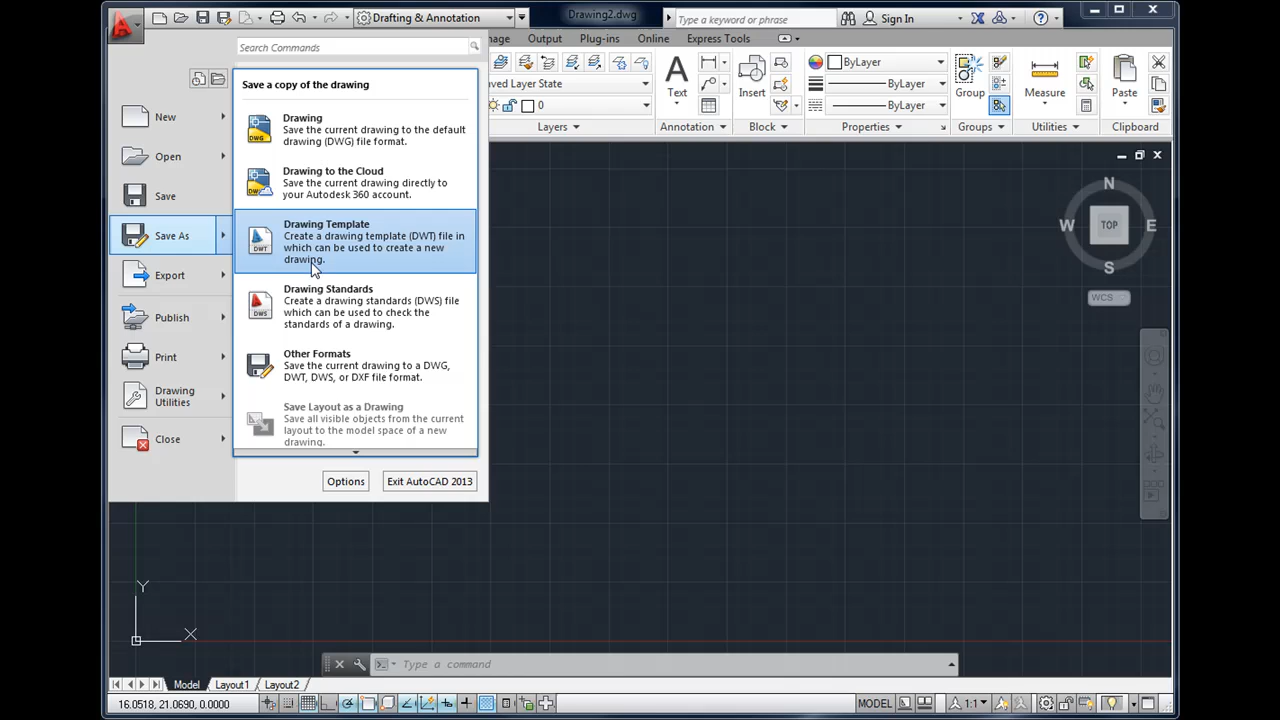 Drafting & Annotation
Drawing2.dwg
Type a keyword or phrase
Sign In
Search Commands
Output
Plug-ins
Online
Express Tools
Save a copy of the drawing
New
Open
Save
Save As
Export
Publish
Print
Drawing
Utilities
Close
Drawing
Save the current drawing to the default
drawing (DWG) file format.
Drawing to the Cloud
Save the current drawing directly to
your Autodesk 360 account.
DWT
Drawing Template
Create a drawing template (DWT) file in
which can be used to create a new
drawing.
DWS
Drawing Standards
Create a drawing standards (DWS) file
which can be used to check the
standards of a drawing.
Other Formats
Save the current drawing to a DWG,
DWT, DWS, or DXF file format.
Save Layout as a Drawing
Save all visible objects from the current
layout to the model space of a new
drawing.
Options
Exit AutoCAD 2013
Layer State
0
Layers
Text
Annotation
Insert
Block
ByLayer
ByLayer
ByLayer
Properties
Group
Groups
Measure
Utilities
Paste
Clipboard
N
W
TOP
E
S
WCS
Y
X
Type a command
Model
Layout1
Layout2
16.0518, 21.0690, 0.0000
MODEL
1:1